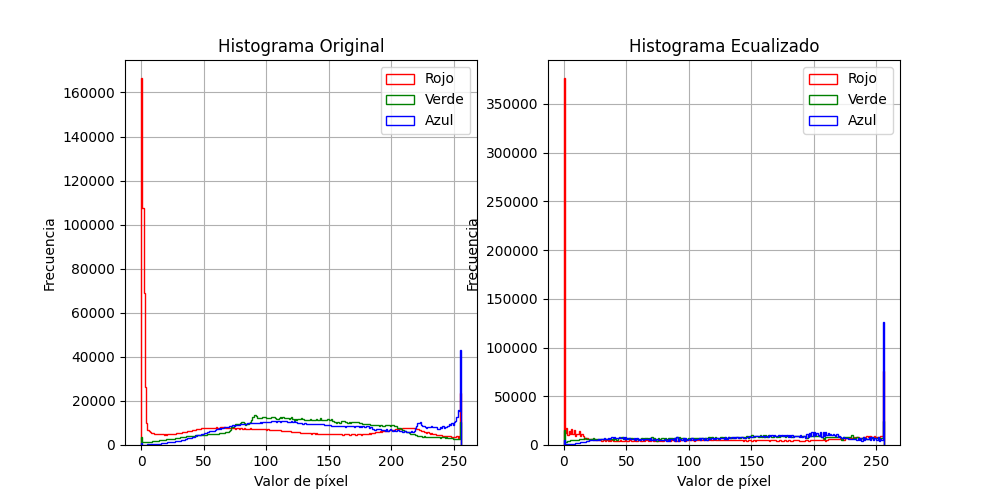 Histograma Original
Histograma Ecualizado
Rojo
Verde
Azul
160000
140000
120000
100000
80000
60000
40000
20000
0
0
50
100
150
200
250
Frecuencia
Valor de píxel
Rojo
Verde
Azul
350000
300000
250000
200000
150000
100000
50000
0
0
50
100
150
200
250
Frecuencia
Valor de píxel